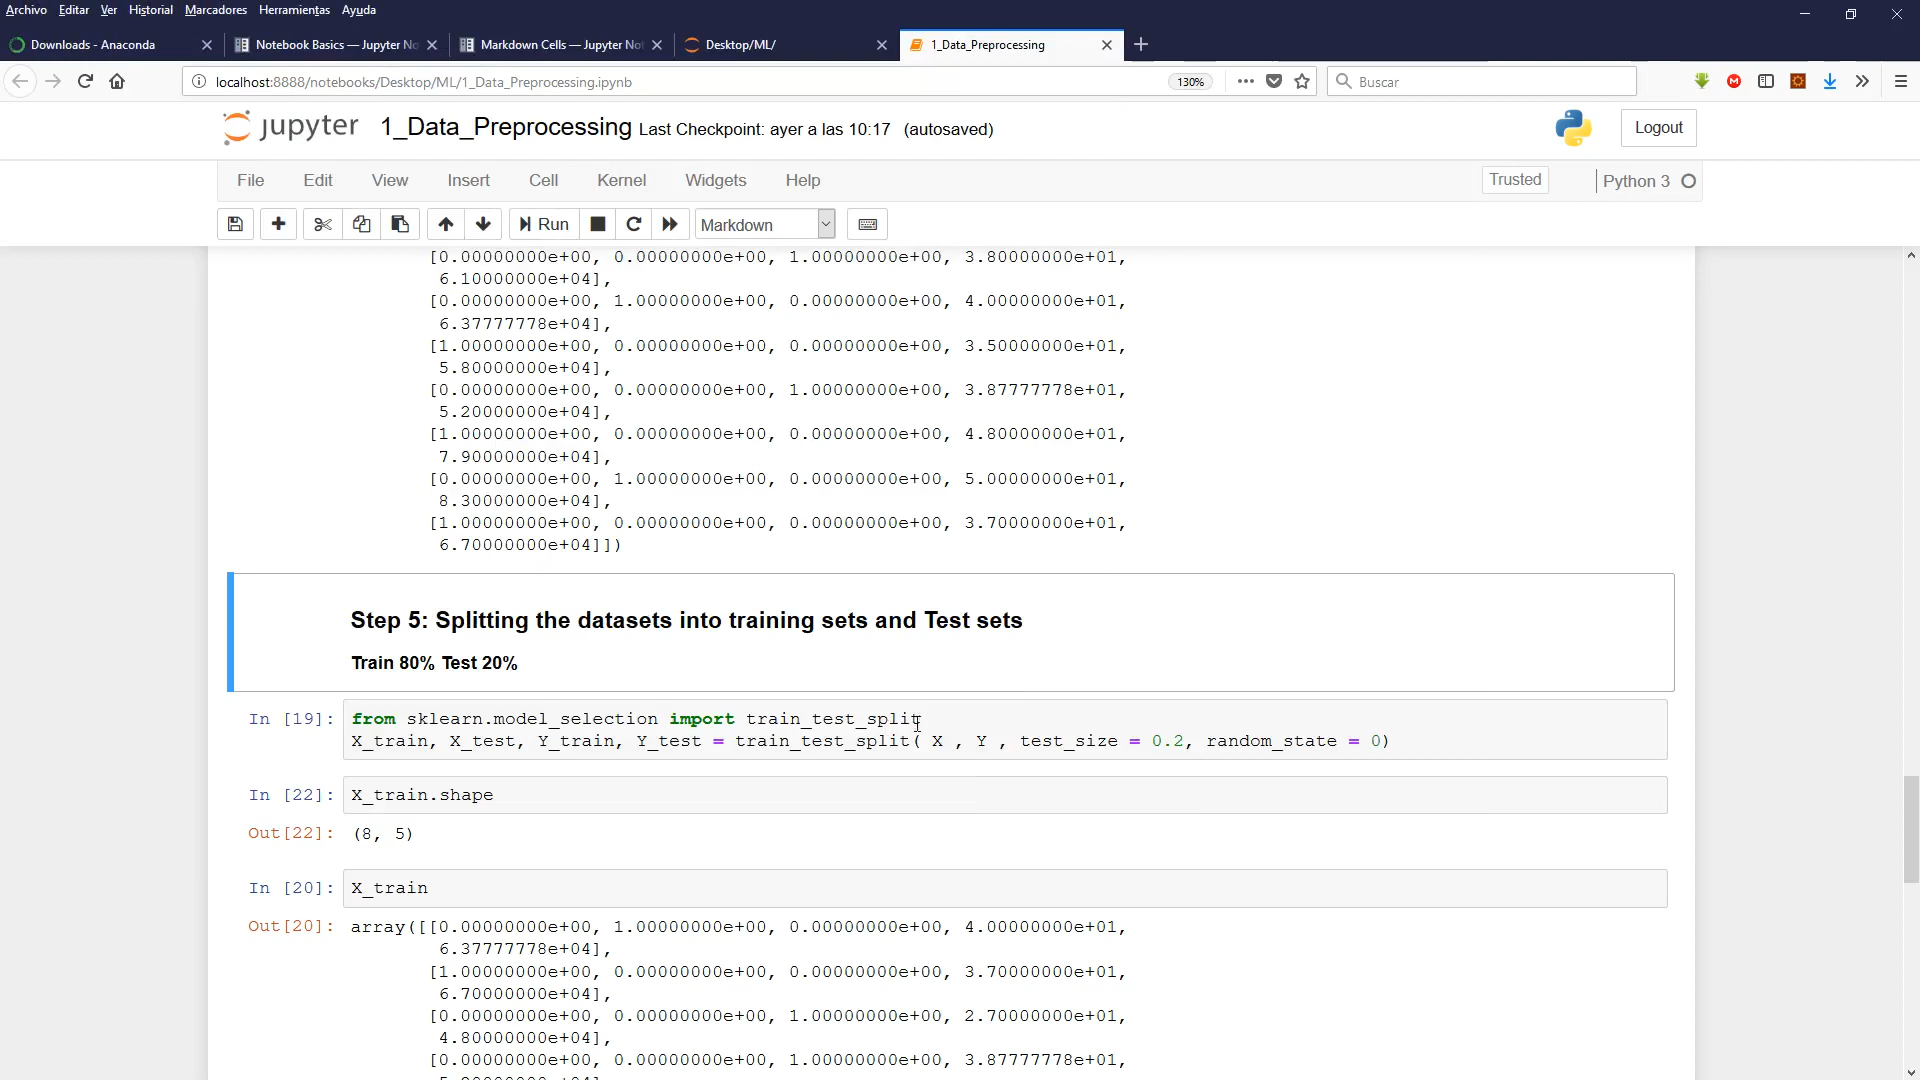 Archivo Editar Ver Historial Marcadores Herramientas Ayuda
Downloads - Anaconda Notebook Basics — Jupyter No Markdown Cells — Jupyter Not Desktop/ML/ 1_Data_Preprocessing
localhost:8888/notebooks/Desktop/ML/1_Data_Preprocessing.ipynb 130% Buscar
jupyter 1_Data_Preprocessing Last Checkpoint: ayer a las 10:17 (autosaved) Logout
File Edit View Insert Cell Kernel Widgets Help Trusted Python 3
Run Markdown
[0.00000000e+00, 0.00000000e+00, 1.00000000e+00, 3.80000000e+01,
6.10000000e+04],
[0.00000000e+00, 1.00000000e+00, 0.00000000e+00, 4.00000000e+01,
6.37777778e+04],
[1.00000000e+00, 0.00000000e+00, 0.00000000e+00, 3.50000000e+01,
5.80000000e+04],
[0.00000000e+00, 0.00000000e+00, 1.00000000e+00, 3.87777778e+01,
5.20000000e+04],
[1.00000000e+00, 0.00000000e+00, 0.00000000e+00, 4.80000000e+01,
7.90000000e+04],
[0.00000000e+00, 1.00000000e+00, 0.00000000e+00, 5.00000000e+01,
8.30000000e+04],
[1.00000000e+00, 0.00000000e+00, 0.00000000e+00, 3.70000000e+01,
6.70000000e+04]])
Step 5: Splitting the datasets into training sets and Test sets
Train 80% Test 20%
In [19]: from sklearn.model_selection import train_test_split
X_train, X_test, Y_train, Y_test = train_test_split( X , Y , test_size = 0.2, random_state = 0)
In [22]: X_train.shape
Out[22]: (8, 5)
In [20]: X_train
Out[20]: array([[0.00000000e+00, 1.00000000e+00, 0.00000000e+00, 4.00000000e+01,
6.37777778e+04],
[1.00000000e+00, 0.00000000e+00, 0.00000000e+00, 3.70000000e+01,
6.70000000e+04],
[0.00000000e+00, 0.00000000e+00, 1.00000000e+00, 2.70000000e+01,
4.80000000e+04],
[0.00000000e+00, 0.00000000e+00, 1.00000000e+00, 3.87777778e+01,